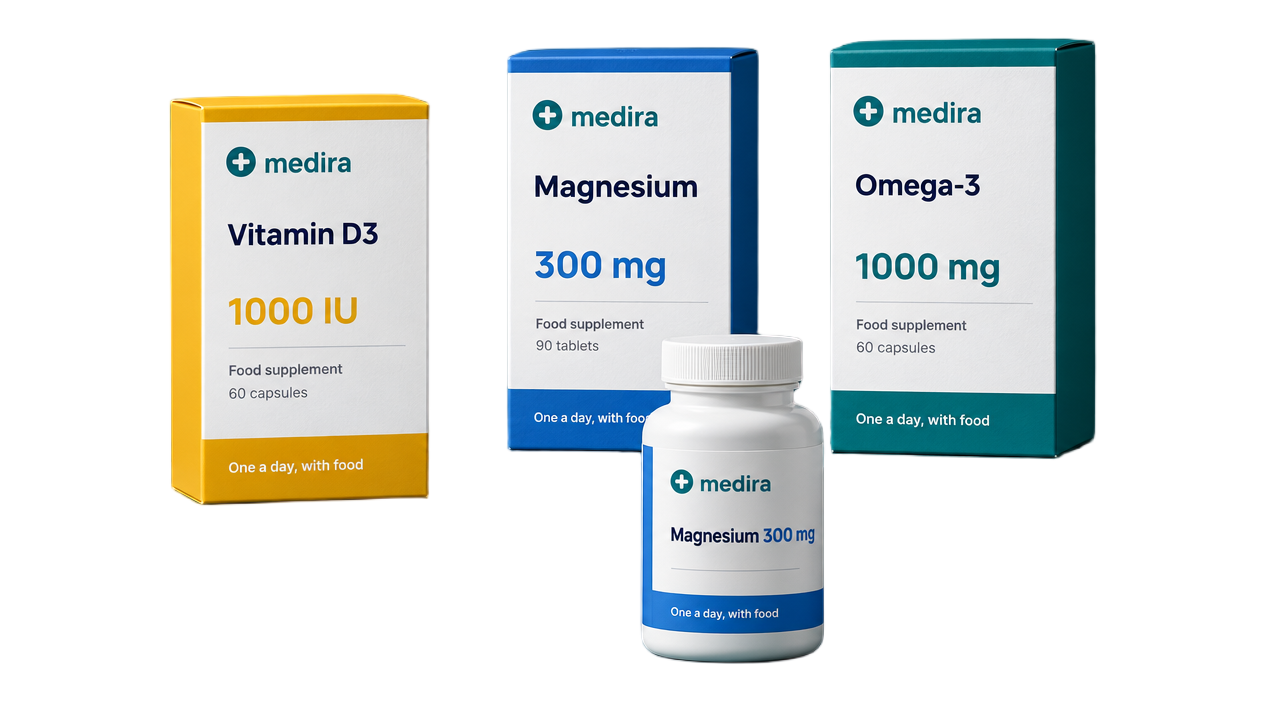 medira
Vitamin D3
1000 IU
Food supplement
60 capsules
One a day, with food
medira
Magnesium
300 mg
Food supplement
90 tablets
One a day, with
medira
Omega-3
1000 mg
Food supplement
60 capsules
One a day, with food
medira
Magnesium 300 mg
One a day, with food